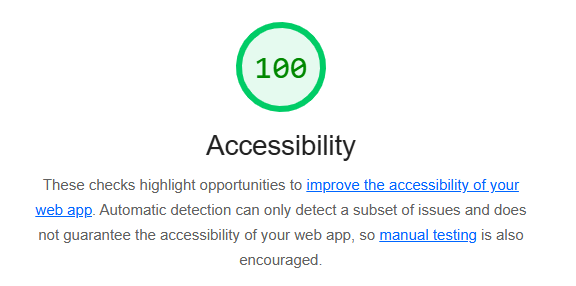 100
Accessibility
These checks highlight opportunities to improve the accessibility of your
web app. Automatic detection can only detect a subset of issues and does
not guarantee the accessibility of your web app, so manual testing is also
encouraged.